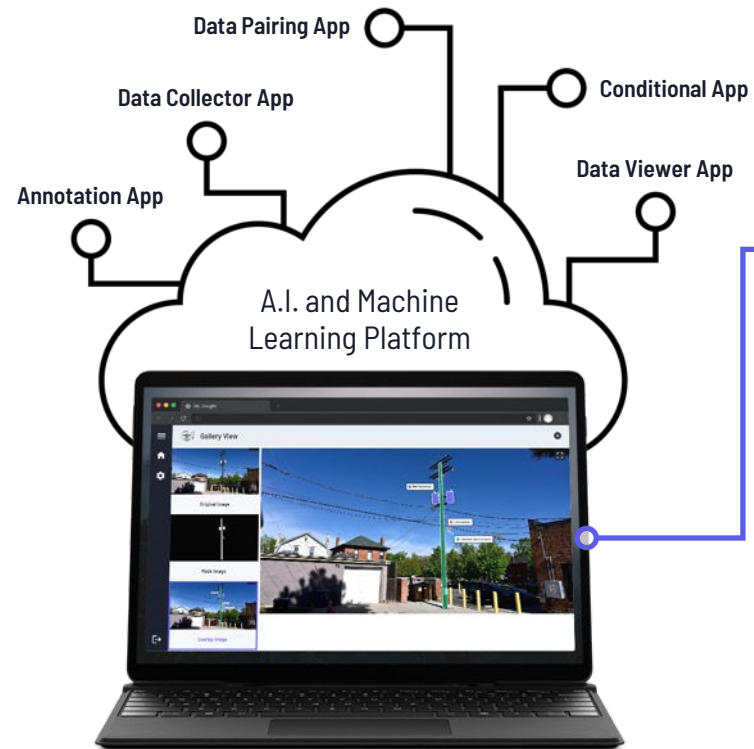 Data Pairing App
Conditional App
Data Collector App
Data Viewer App
Annotation App
A.I. and Machine
Learning Platform
Gallery View
Original Image
Mask Image
Overlay Image